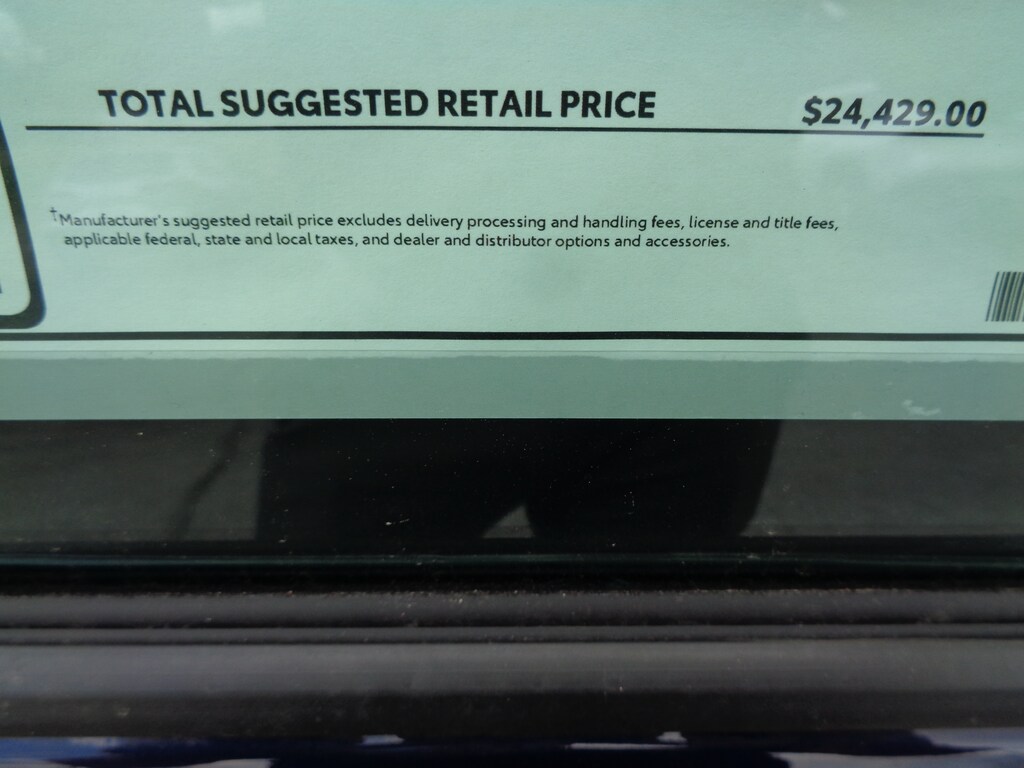 TOTAL SUGGESTED RETAIL PRICE $24,429.00
†Manufacturer's suggested retail price excludes delivery processing and handling fees, license and title fees,
applicable federal, state and local taxes, and dealer and distributor options and accessories.